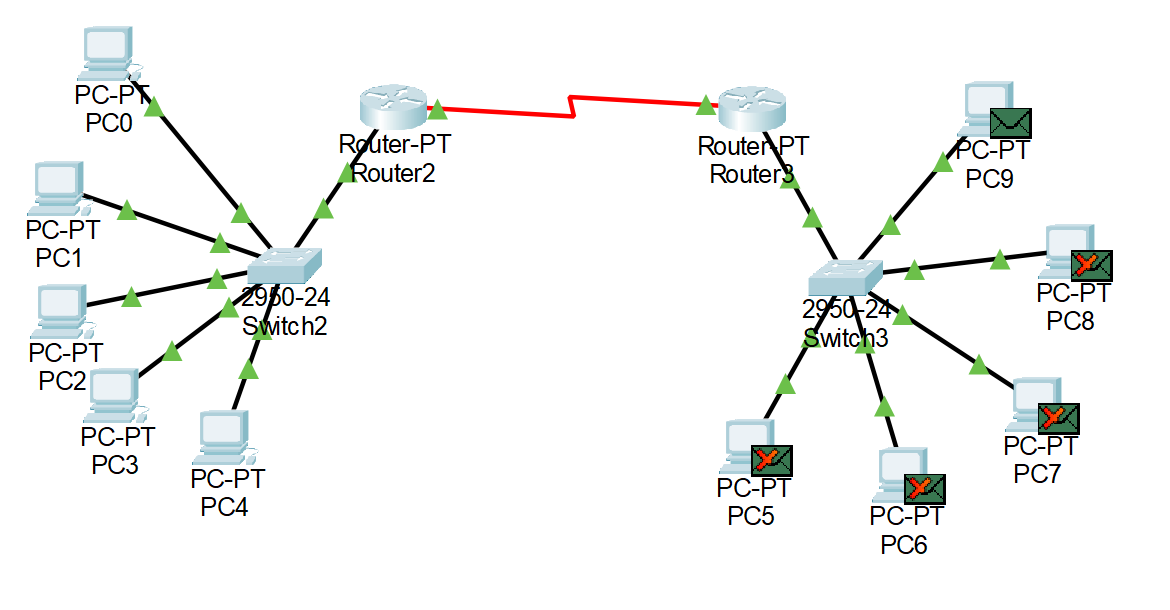 PC-PT
PC0
Router-PT
Router2
Router-PT
Router3
PC-PT
PC9
PC-PT
PC1
2950-24
Switch2
2950-24
Switch3
PC-PT
PC8
PC-PT
PC2
PC-PT
PC3
PC-PT
PC4
PC-PT
PC5
PC-PT
PC6
PC-PT
PC7